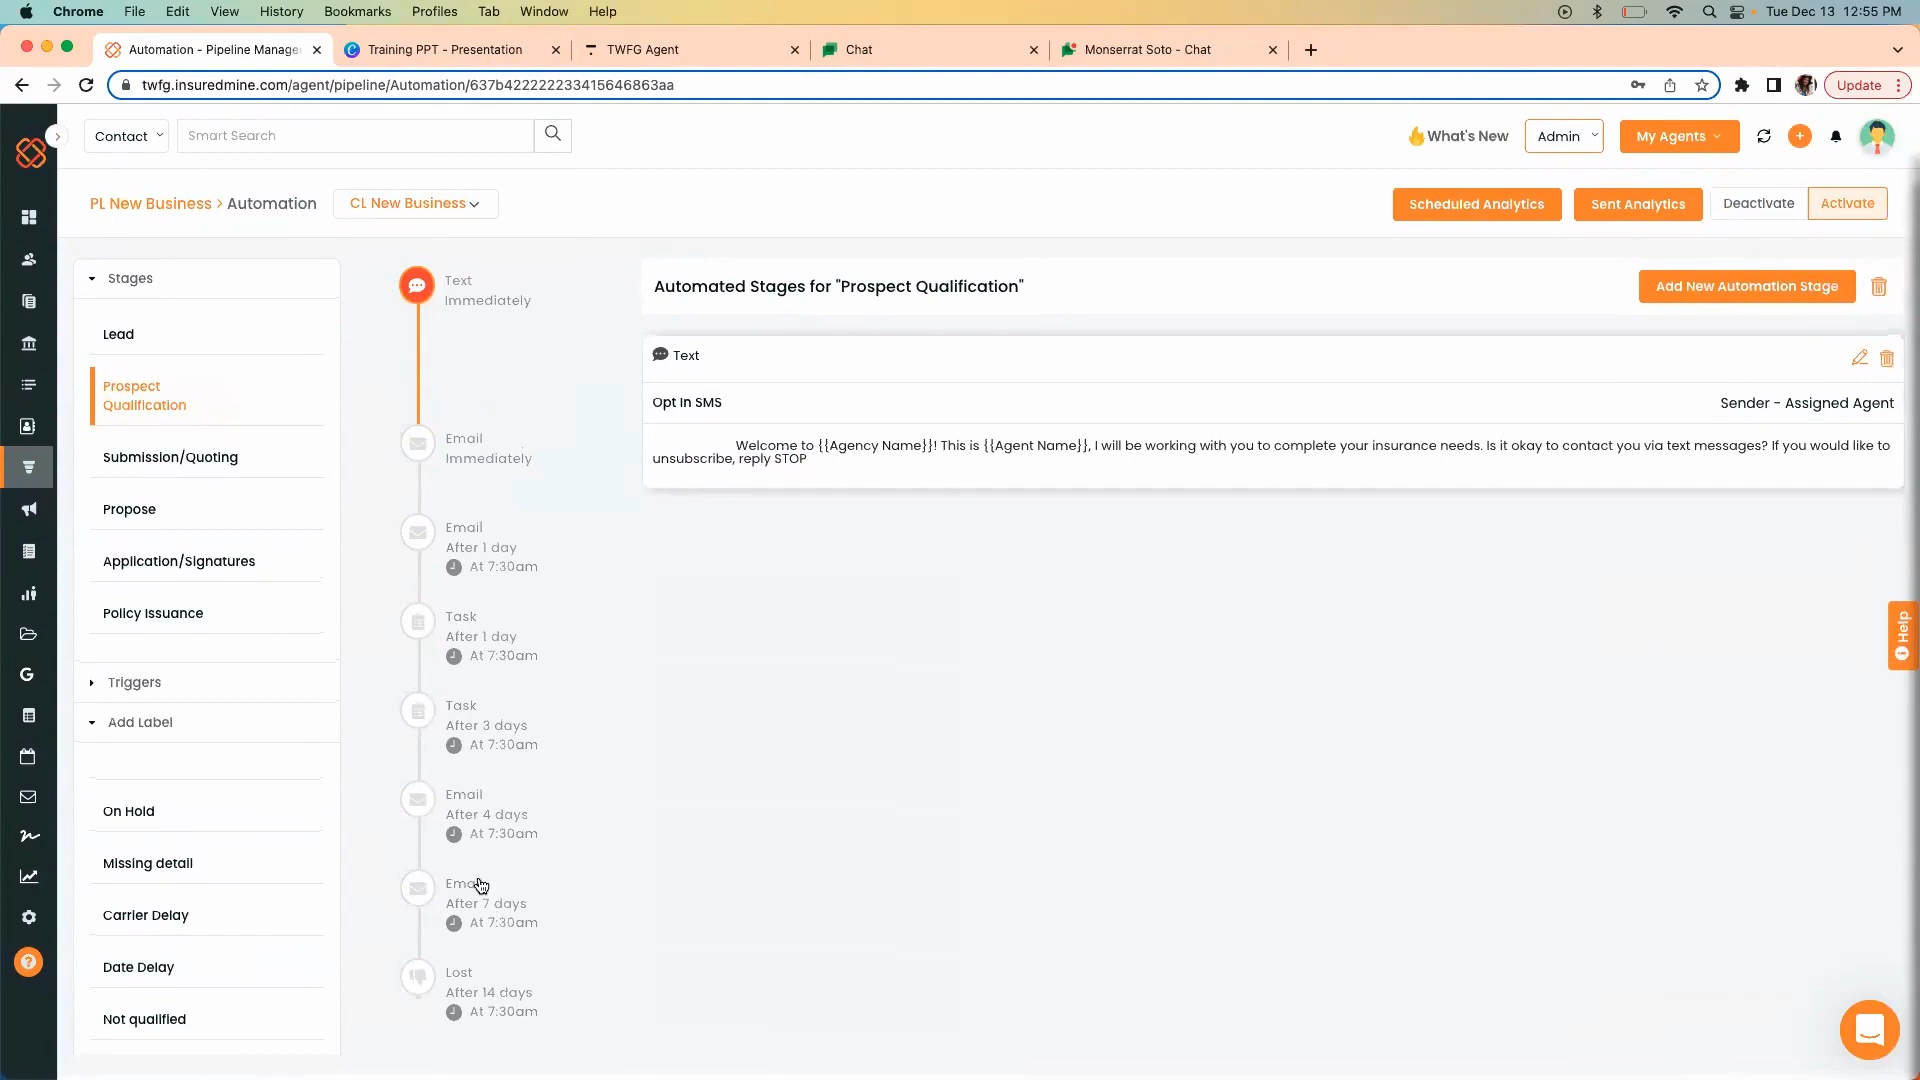 Chrome File Edit View History Bookmarks Profiles Tab Window Help Tue Dec 13 12:55 PM
Automation - Pipeline Manage Training PPT - Presentation TWFG Agent Chat Monserrat Soto - Chat
twfg.insuredmine.com/agent/pipeline/Automation/637b422222233415646863aa Update
Contact Smart Search What's New Admin My Agents
PL New Business > Automation CL New Business Scheduled Analytics Sent Analytics Deactivate Activate
Stages
Lead
Prospect
Qualification
Submission/Quoting
Propose
Application/Signatures
Policy Issuance
Triggers
Add Label
On Hold
Missing detail
Carrier Delay
Date Delay
Not qualified
Text
Immediately
Email
Immediately
Email
After 1 day
At 7:30am
Task
After 1 day
At 7:30am
Task
After 3 days
At 7:30am
Email
After 4 days
At 7:30am
Email
After 7 days
At 7:30am
Lost
After 14 days
At 7:30am
Automated Stages for "Prospect Qualification" Add New Automation Stage
Text
Opt In SMS Sender - Assigned Agent
Welcome to {{Agency Name}}! This is {{Agent Name}}, I will be working with you to complete your insurance needs. Is it okay to contact you via text messages? If you would like to
unsubscribe, reply STOP
Help